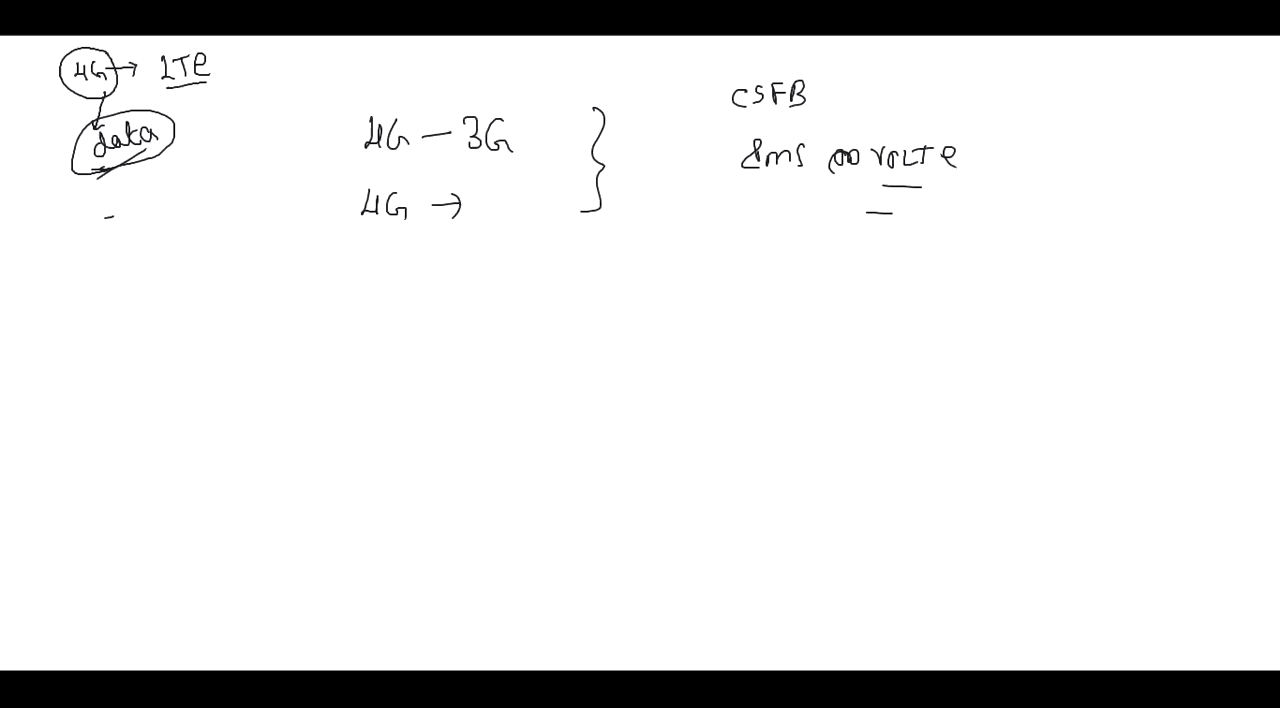 4G → LTE
data
4G — 3G
4G →
CSFB
VOLTE